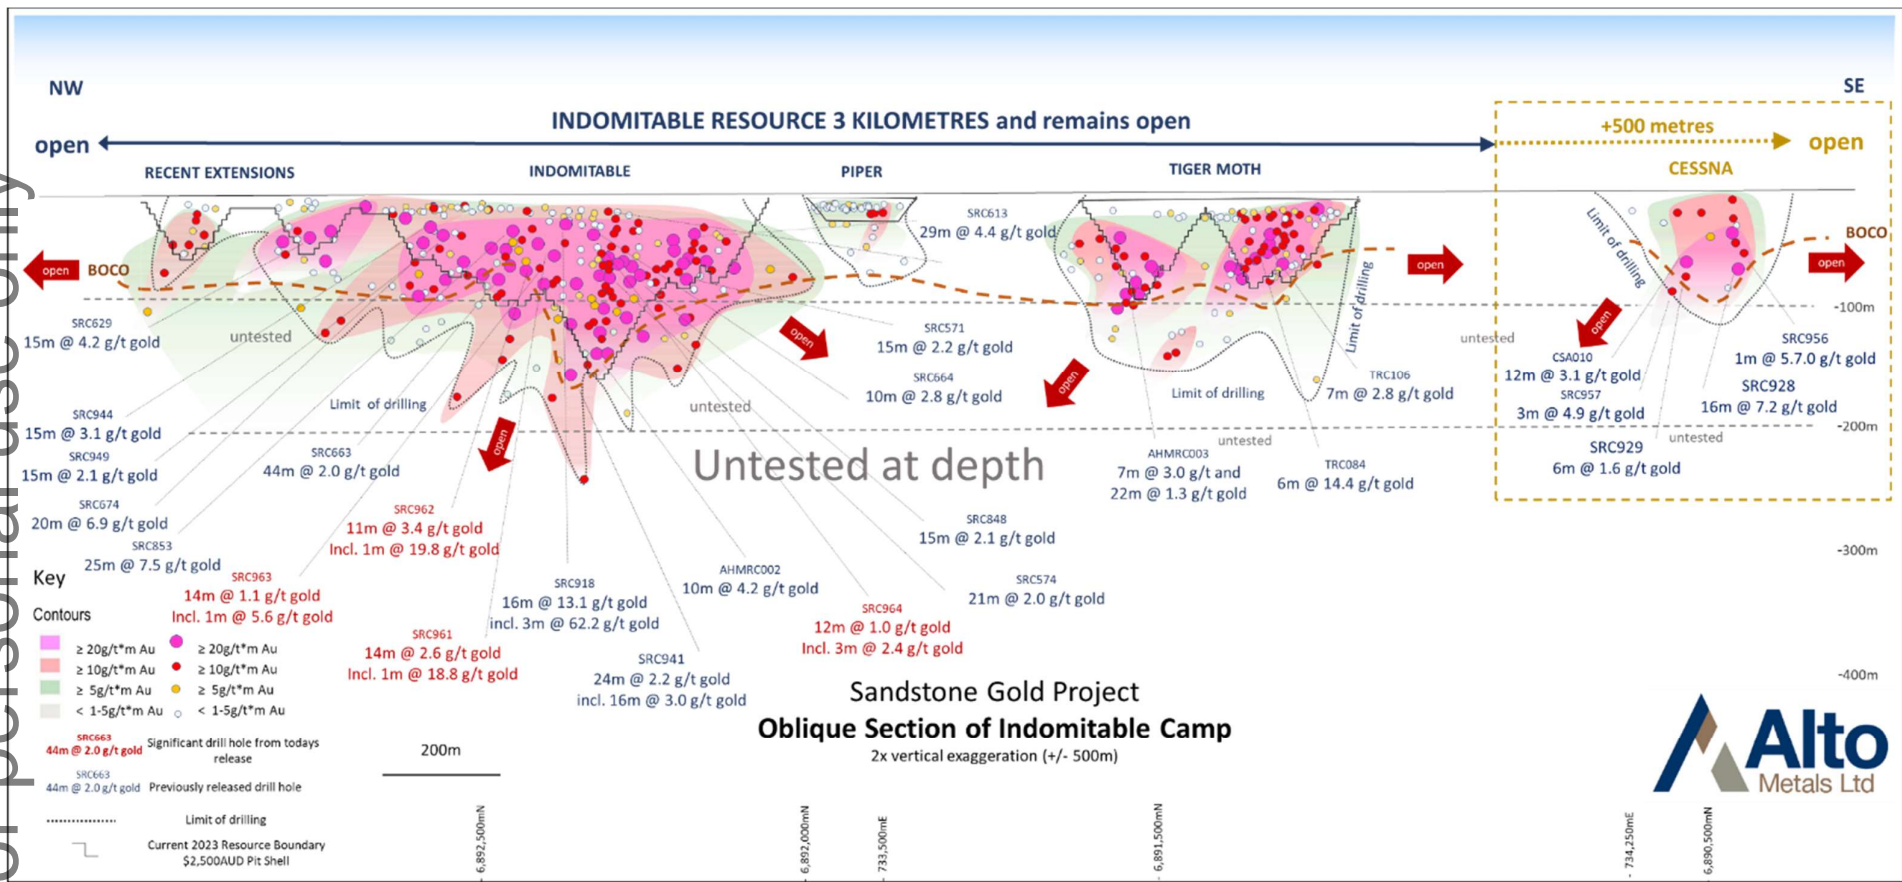 NW
SE
INDOMITABLE RESOURCE 3 KILOMETRES and remains open
open
+500 metres
open
RECENT EXTENSIONS
INDOMITABLE
PIPER
TIGER MOTH
CESSNA
SRC613
29m @ 4.4 g/t gold
Limit of drilling
BOCO
open
BOCO
open
open
-100m
SRC629
15m @ 4.2 g/t gold
untested
open
SRC571
15m @ 2.2 g/t gold
Limit of drilling
untested
open
SRC956
1m @ 5.7.0 g/t gold
CSA010
12m @ 3.1 g/t gold
SRC664
10m @ 2.8 g/t gold
open
TRC106
7m @ 2.8 g/t gold
Limit of drilling
SRC957
3m @ 4.9 g/t gold
SRC928
16m @ 7.2 g/t gold
Limit of drilling
untested
SRC944
15m @ 3.1 g/t gold
-200m
untested
untested
SRC929
6m @ 1.6 g/t gold
open
SRC949
15m @ 2.1 g/t gold
SRC663
44m @ 2.0 g/t gold
Untested at depth
AHMRC003
7m @ 3.0 g/t and
22m @ 1.3 g/t gold
TRC084
6m @ 14.4 g/t gold
SRC674
20m @ 6.9 g/t gold
SRC962
11m @ 3.4 g/t gold
Incl. 1m @ 19.8 g/t gold
SRC848
15m @ 2.1 g/t gold
-300m
SRC853
25m @ 7.5 g/t gold
SRC963
14m @ 1.1 g/t gold
Incl. 1m @ 5.6 g/t gold
SRC918
16m @ 13.1 g/t gold
incl. 3m @ 62.2 g/t gold
AHMRC002
10m @ 4.2 g/t gold
SRC574
21m @ 2.0 g/t gold
SRC964
12m @ 1.0 g/t gold
Incl. 3m @ 2.4 g/t gold
SRC961
14m @ 2.6 g/t gold
Incl. 1m @ 18.8 g/t gold
SRC941
24m @ 2.2 g/t gold
incl. 16m @ 3.0 g/t gold
-400m
Key
Contours
≥ 20g/t*m Au ≥ 20g/t*m Au
≥ 10g/t*m Au ≥ 10g/t*m Au
≥ 5g/t*m Au ≥ 5g/t*m Au
< 1-5g/t*m Au < 1-5g/t*m Au
SRC663
44m @ 2.0 g/t gold
Significant drill hole from todays
release
SRC663
44m @ 2.0 g/t gold
Previously released drill hole
Limit of drilling
Current 2023 Resource Boundary
$2,500AUD Pit Shell
200m
Sandstone Gold Project
Oblique Section of Indomitable Camp
2x vertical exaggeration (+/- 500m)
Alto
Metals Ltd
- 6,892,500mN
- 6,892,000mN
- 733,500mE
- 6,891,500mN
- 734,250mE
- 6,890,500mN